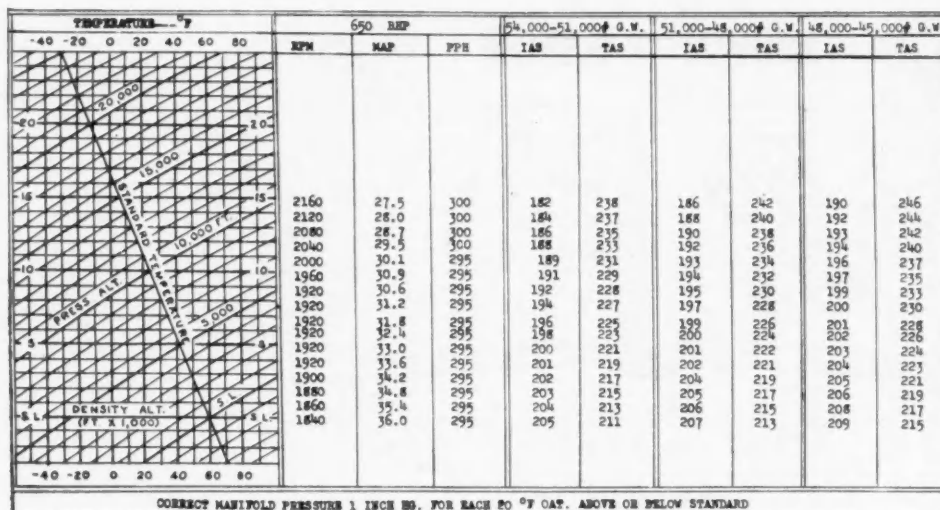 TEMPERATURE--°F 650 BHP 54,000-51,000# G.W. 51,000-48,000# G.W. 48,000-45,000# G.W.
-40 -20 0 20 40 60 80 RPM MAP PPH IAS TAS IAS TAS IAS TAS
20,000
20 20
15,000
15 15
10,000 FT.
10 10
PRESS ALT.
STANDARD TEMPERATURE
5,000
5 5
S.L.
S.L. S.L.
DENSITY ALT.
(FT. X 1,000)
-40 -20 0 20 40 60 80
2160 27.5 300 182 238 186 242 190 246
2120 28.0 300 184 237 188 240 192 244
2080 28.7 300 186 235 190 238 193 242
2040 29.5 300 188 233 192 236 194 240
2000 30.1 295 189 231 193 234 196 237
1960 30.9 295 191 229 194 232 197 235
1920 30.6 295 192 228 195 230 199 233
1920 31.2 295 194 227 197 228 200 230
1920 31.8 295 196 225 199 226 201 228
1920 32.4 295 198 223 200 224 202 226
1920 33.0 295 200 221 201 222 203 224
1920 33.6 295 201 219 202 221 204 223
1900 34.2 295 202 217 204 219 205 221
1880 34.8 295 203 215 205 217 206 219
1860 35.4 295 204 213 206 215 208 217
1840 36.0 295 205 211 207 213 209 215
CORRECT MANIFOLD PRESSURE 1 INCH HG. FOR EACH 20 °F OAT. ABOVE OR BELOW STANDARD